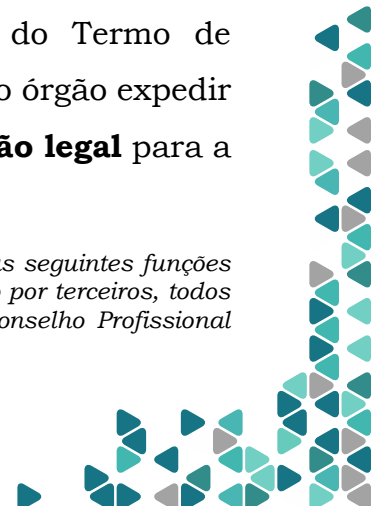 do Termo de
o órgão expedir
ão legal para a
as seguintes funções
o por terceiros, todos
onselho Profissional